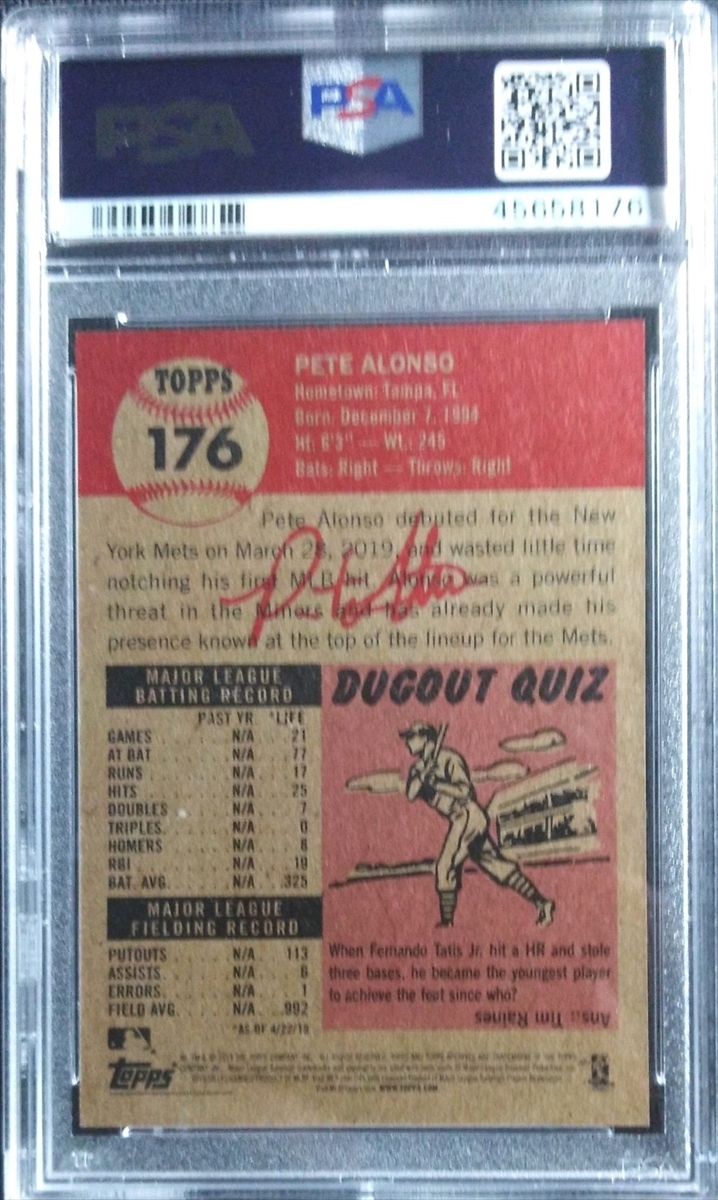 PSA
PSA
45658176
TOPPS
176
PETE ALONSO
Hometown: Tampa, FL
Born: December 7, 1994
Ht: 6'3" — Wt: 245
Bats: Right — Throws: Right
Pete Alonso debuted for the New
York Mets on March 28, 2019, and wasted little time
notching his first MLB hit. Alonso was a powerful
threat in the Minors and has already made his
presence known at the top of the lineup for the Mets.
MAJOR LEAGUE
BATTING RECORD
PAST YR *LIFE
GAMES N/A 21
AT BAT N/A 77
RUNS N/A 17
HITS N/A 25
DOUBLES N/A 7
TRIPLES N/A 0
HOMERS N/A 8
RBI N/A 19
BAT. AVG. N/A .325
MAJOR LEAGUE
FIELDING RECORD
PUTOUTS N/A 113
ASSISTS N/A 6
ERRORS N/A 1
FIELD AVG. N/A .992
*AS OF 4/22/19
DUGOUT QUIZ
When Fernando Tatis Jr. hit a HR and stole
three bases, he became the youngest player
to achieve the feat since who?
Ans.: Tim Raines
topps
WWW.TOPPS.COM